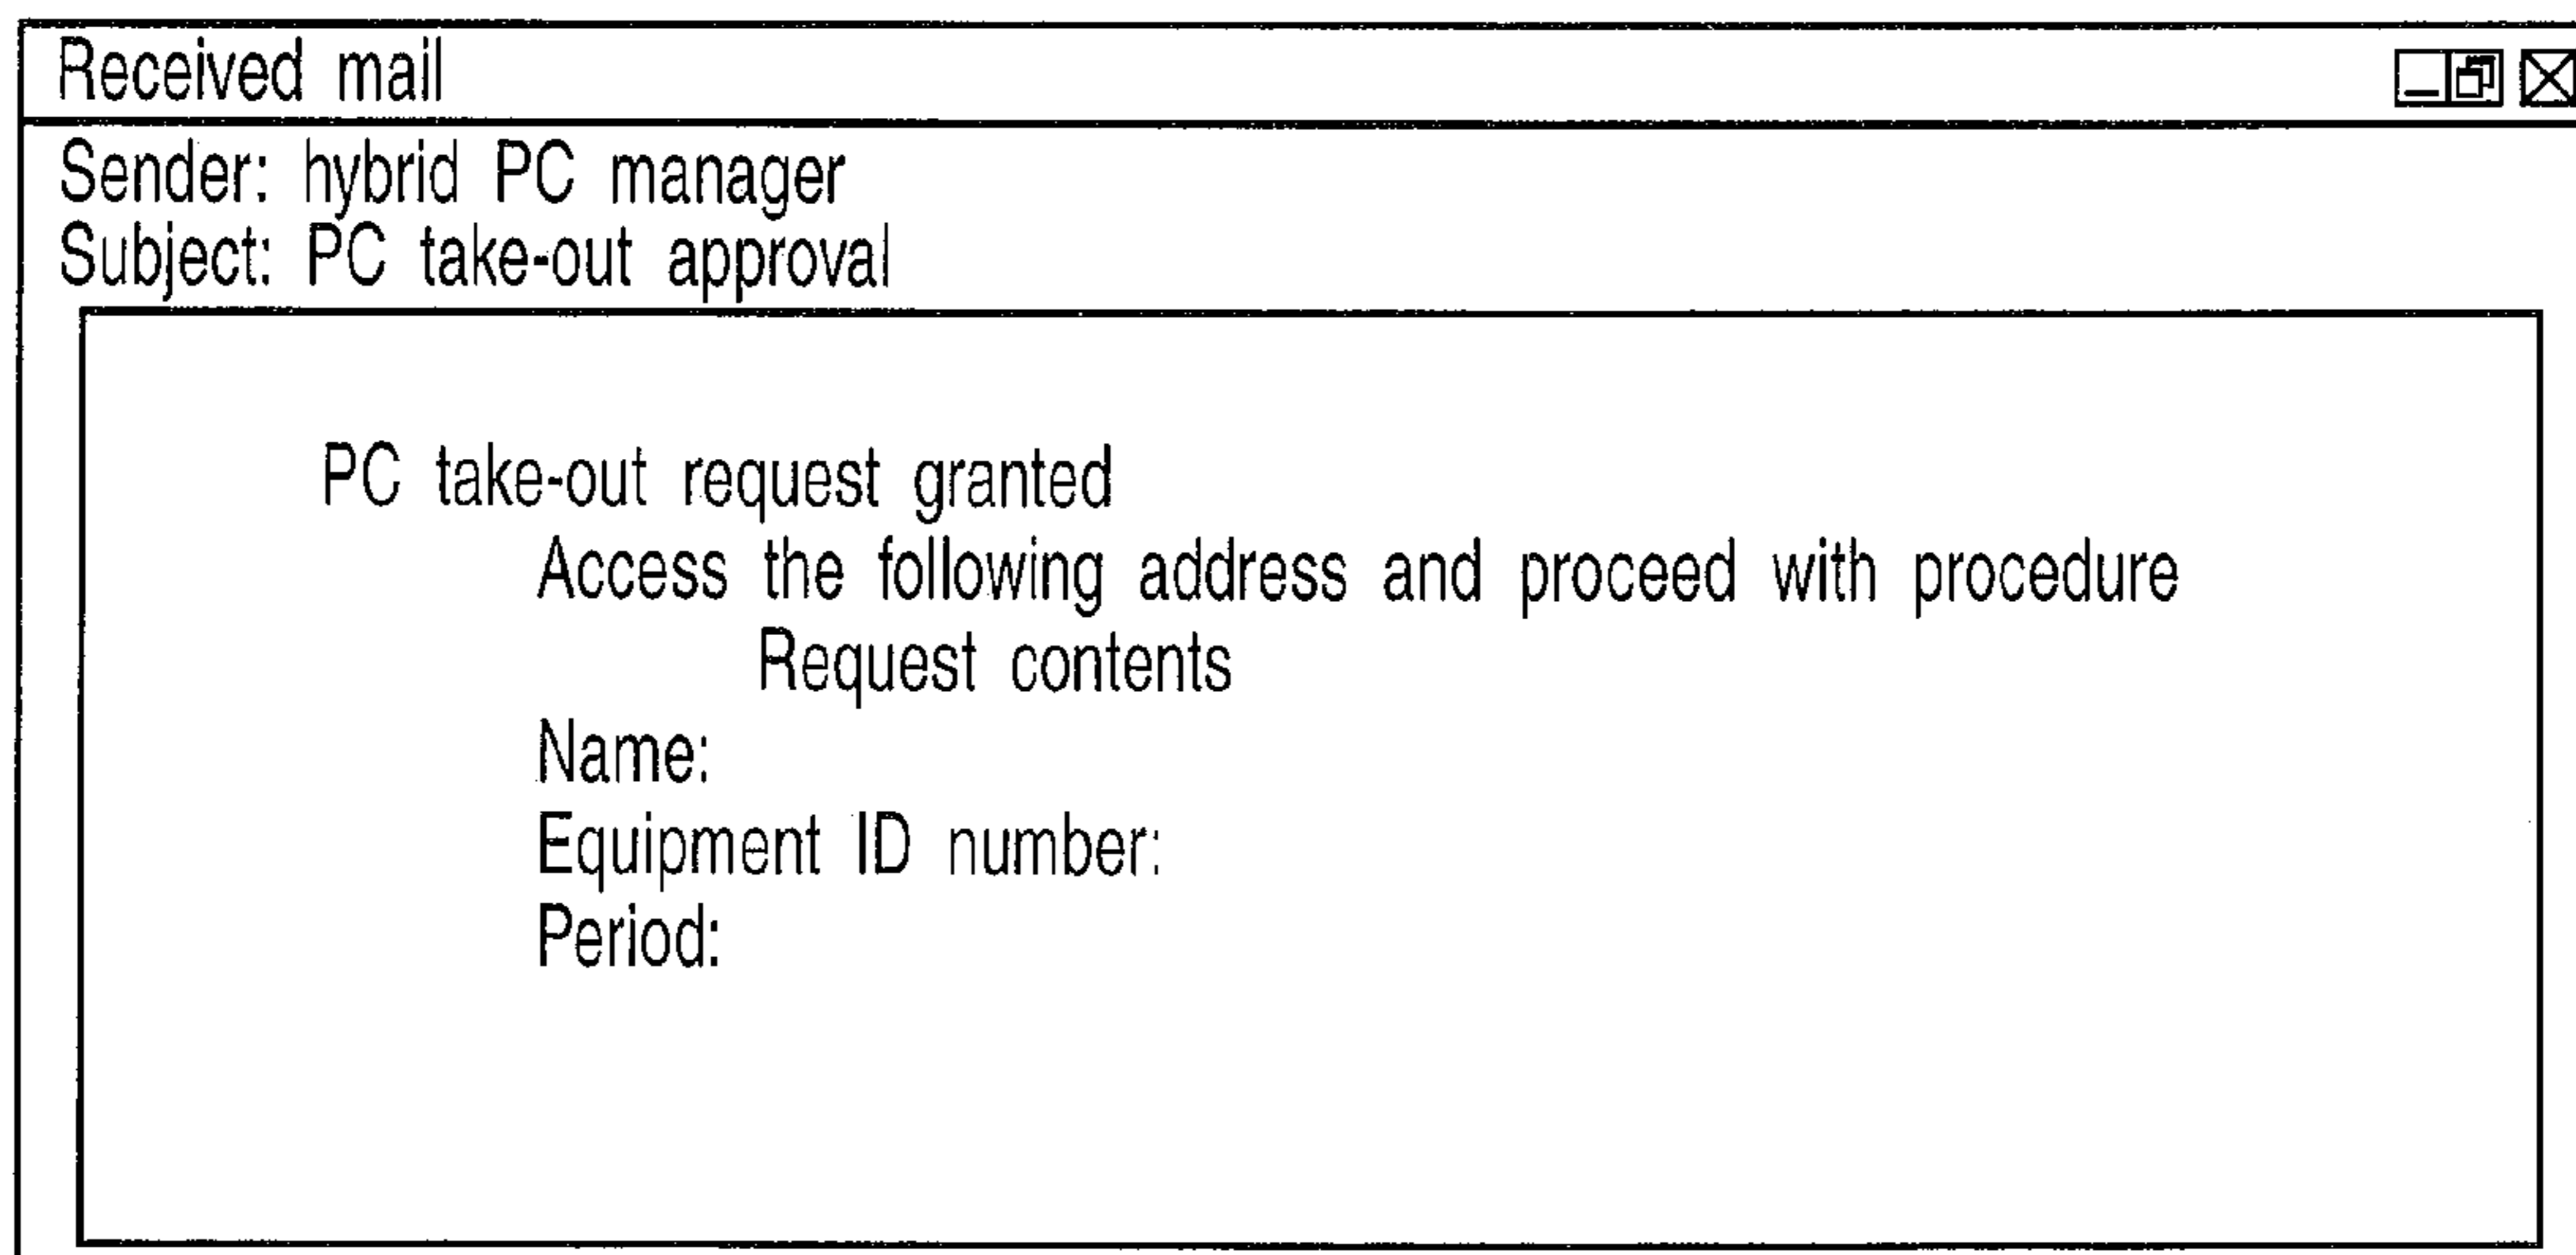 Received mail
Sender: hybrid PC manager
Subject: PC take-out approval
PC take-out request granted
Access the following address and proceed with procedure
Request contents
Name:
Equipment ID number:
Period: